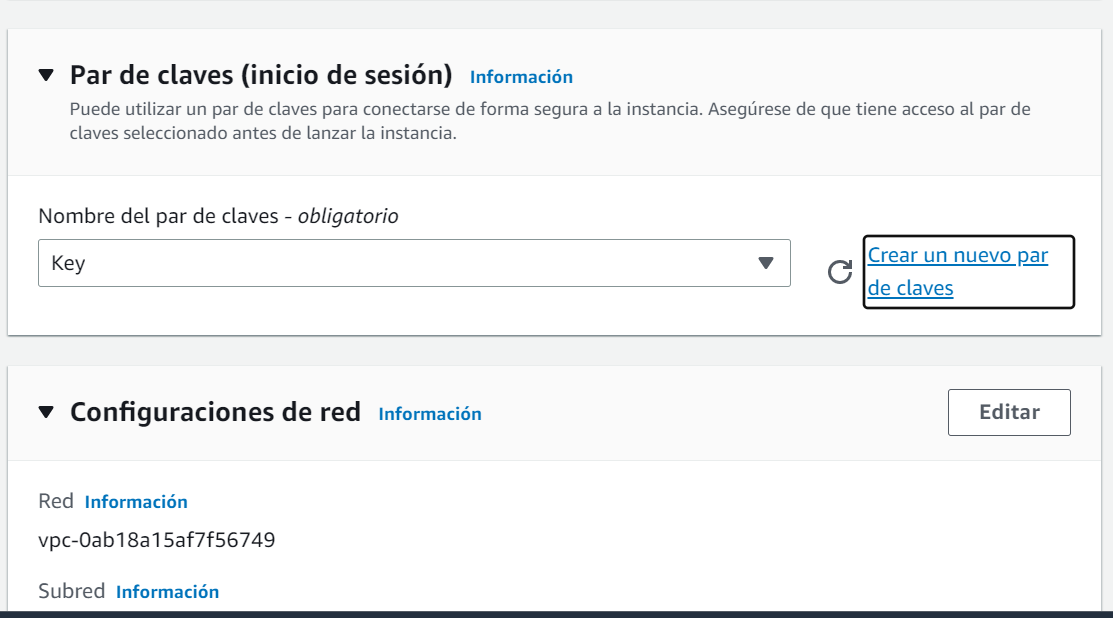 Par de claves (inicio de sesión) Información
Puede utilizar un par de claves para conectarse de forma segura a la instancia. Asegúrese de que tiene acceso al par de
claves seleccionado antes de lanzar la instancia.
Nombre del par de claves - obligatorio
Key
Crear un nuevo par
de claves
Configuraciones de red Información
Editar
Red Información
vpc-0ab18a15af7f56749
Subred Información